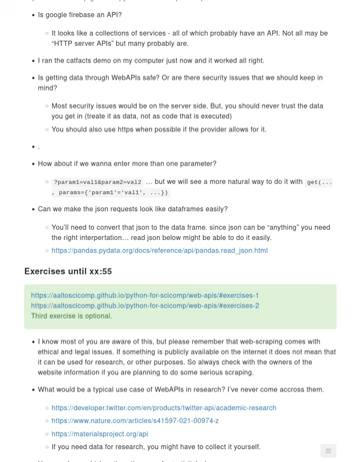 Is google firebase an API?
It looks like a collections of services - all of which probably have an API. Not all may be
"HTTP server APIs" but many probably are.
I ran the catfacts demo on my computer just now and it worked all right.
Is getting data through WebAPIs safe? Or are there security issues that we should keep in
mind?
Most security issues would be on the server side. But, you should never trust the data
you get in (treate it as data, not as code that is executed)
You should also use https when possible if the provider allows for it.
.
How about if we wanna enter more than one parameter?
?param1=val1&param2=val2 … but we will see a more natural way to do it with get(...
, params={'param1'='val1', ...})
Can we make the json requests look like dataframes easily?
You'll need to convert that json to the data frame. since json can be "anything" you need
the right interpertation… read json below might be able to do it easily.
https://pandas.pydata.org/docs/reference/api/pandas.read_json.html
Exercises until xx:55
https://aaltoscicomp.github.io/python-for-scicomp/web-apis/#exercises-1
https://aaltoscicomp.github.io/python-for-scicomp/web-apis/#exercises-2
Third exercise is optional.
I know most of you are aware of this, but please remember that web-scraping comes with
ethical and legal issues. If something is publicly available on the internet it does not mean that
it can be used for research, or other purposes. So always check with the owners of the
website information if you are planning to do some serious scraping.
What would be a typical use case of WebAPIs in research? I've never come accross them.
https://developer.twitter.com/en/products/twitter-api/academic-research
https://www.nature.com/articles/s41597-021-00974-z
https://materialsproject.org/api
If you need data for research, you might have to collect it yourself.